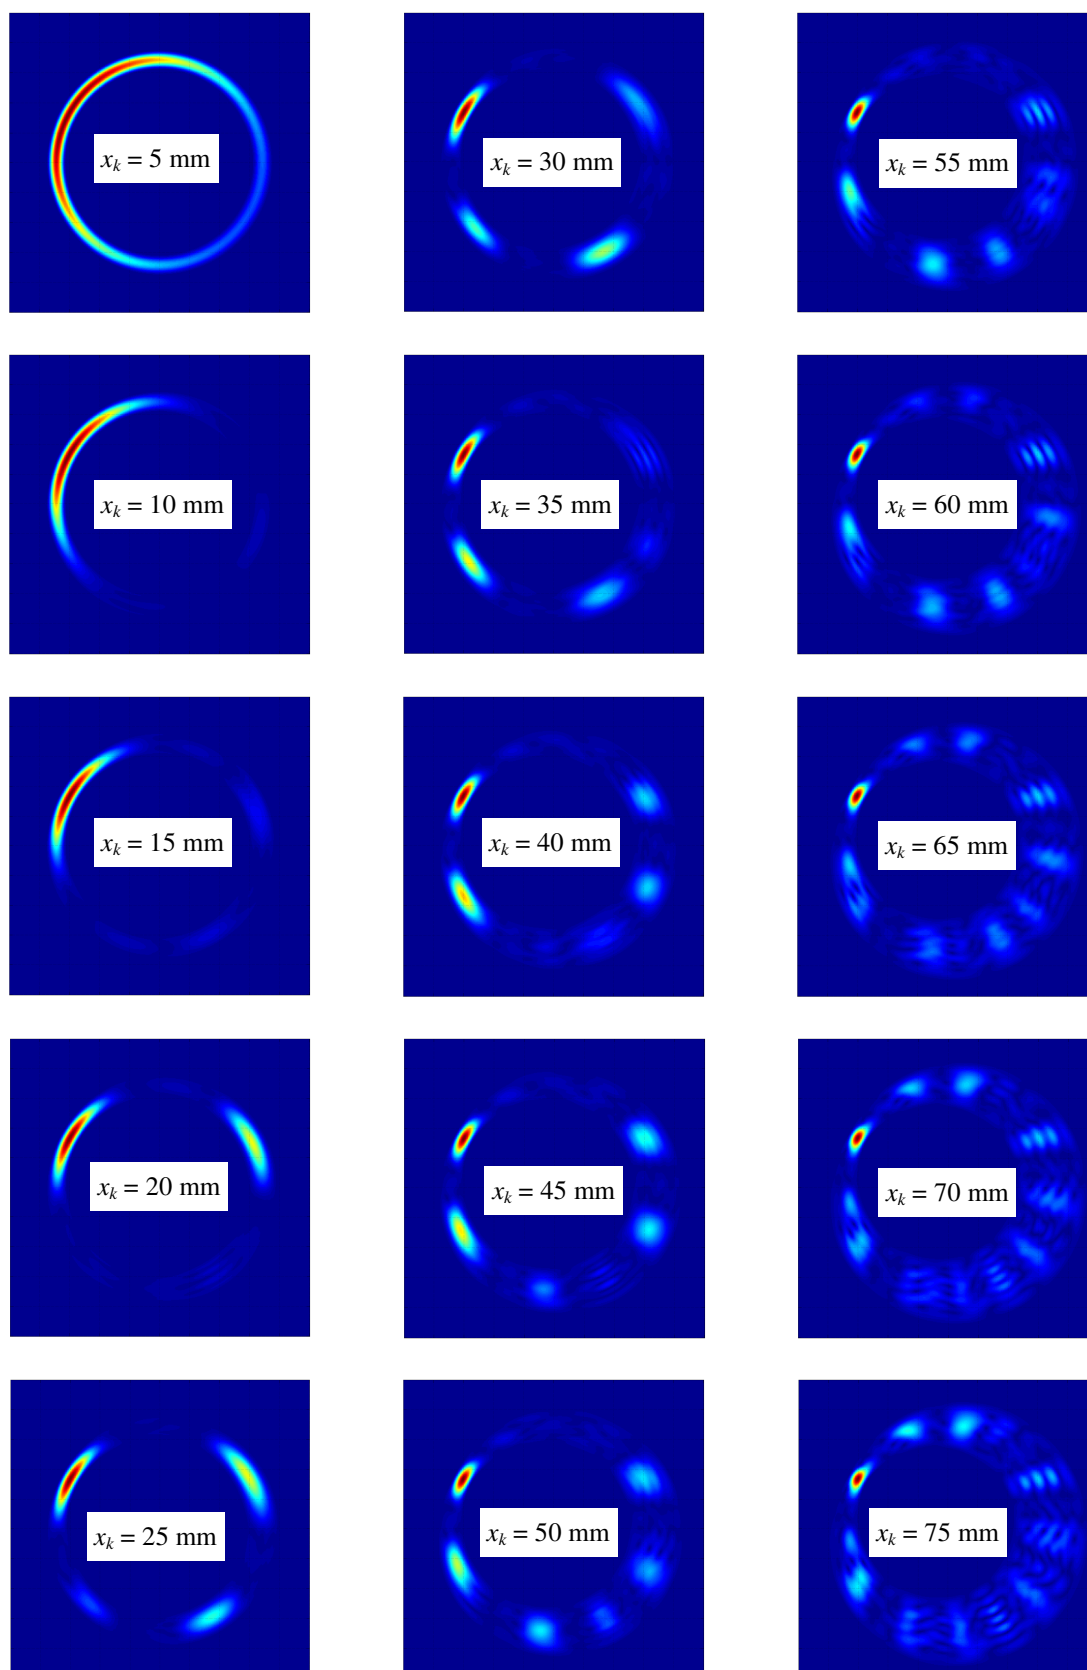 x_k = 5 mm
x_k = 30 mm
x_k = 55 mm
x_k = 10 mm
x_k = 35 mm
x_k = 60 mm
x_k = 15 mm
x_k = 40 mm
x_k = 65 mm
x_k = 20 mm
x_k = 45 mm
x_k = 70 mm
x_k = 25 mm
x_k = 50 mm
x_k = 75 mm